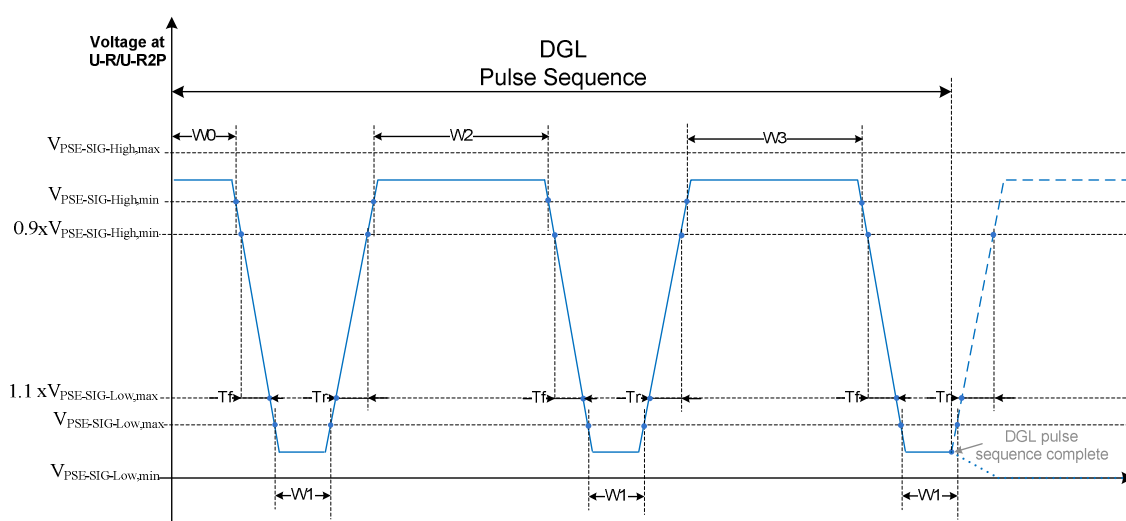 Voltage at
U-R/U-R2P
DGL
Pulse Sequence
W0
W2
W3
VPSE-SIG-High,max
VPSE-SIG-High,min
0.9xVPSE-SIG-High,min
1.1 xVPSE-SIG-Low,max
Tf
Tr
Tf
Tr
Tf
Tr
VPSE-SIG-Low,max
DGL pulse
sequence complete
VPSE-SIG-Low,min
W1
W1
W1